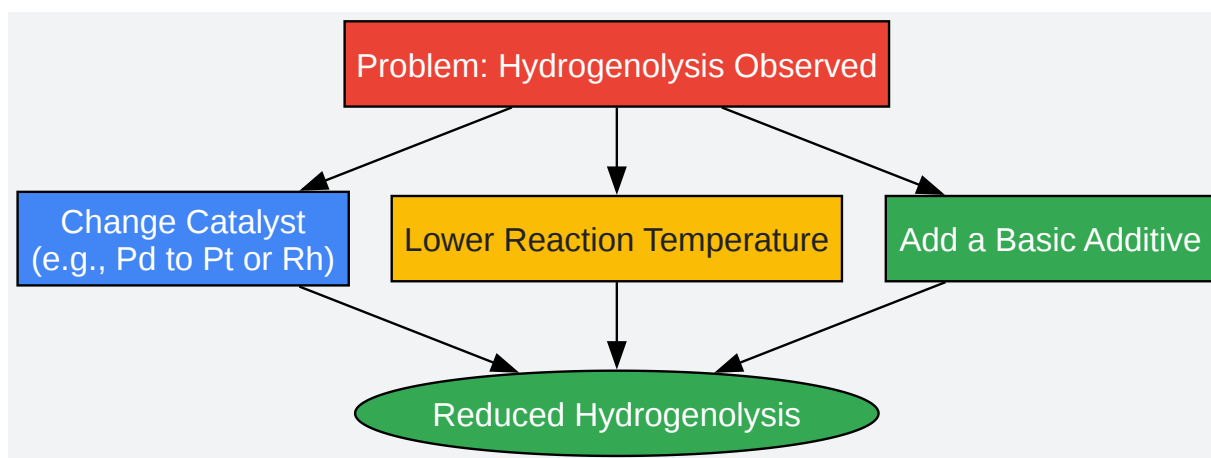 Problem: Hydrogenolysis Observed
Change Catalyst
(e.g., Pd to Pt or Rh)
Lower Reaction Temperature
Add a Basic Additive
Reduced Hydrogenolysis